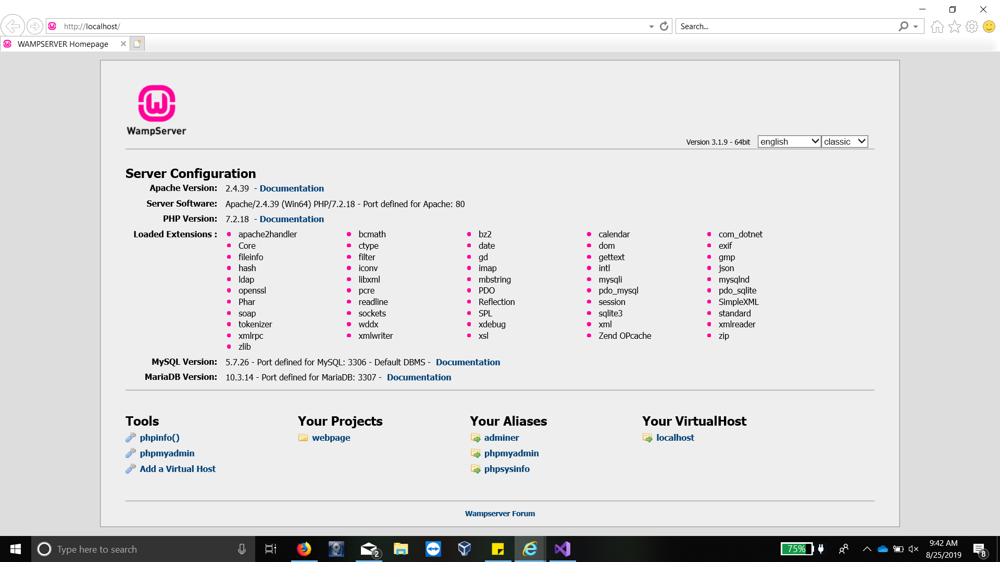 http://localhost/
Search...
WAMPSERVER Homepage
WampServer
Version 3.1.9 - 64bit english classic
Server Configuration
Apache Version: 2.4.39 - Documentation
Server Software: Apache/2.4.39 (Win64) PHP/7.2.18 - Port defined for Apache: 80
PHP Version: 7.2.18 - Documentation
Loaded Extensions : apache2handler bcmath bz2 calendar com_dotnet
Core ctype date dom exif
fileinfo filter gd gettext gmp
hash iconv imap intl json
ldap libxml mbstring mysqli mysqlnd
openssl pcre PDO pdo_mysql pdo_sqlite
Phar readline Reflection session SimpleXML
soap sockets SPL sqlite3 standard
tokenizer wddx xdebug xml xmlreader
xmlrpc xmlwriter xsl Zend OPcache zip
zlib
MySQL Version: 5.7.26 - Port defined for MySQL: 3306 - Default DBMS - Documentation
MariaDB Version: 10.3.14 - Port defined for MariaDB: 3307 - Documentation
Tools
phpinfo()
phpmyadmin
Add a Virtual Host
Your Projects
webpage
Your Aliases
adminer
phpmyadmin
phpsysinfo
Your VirtualHost
localhost
Wampserver Forum
Type here to search
2
75%
9:42 AM
8/25/2019
8